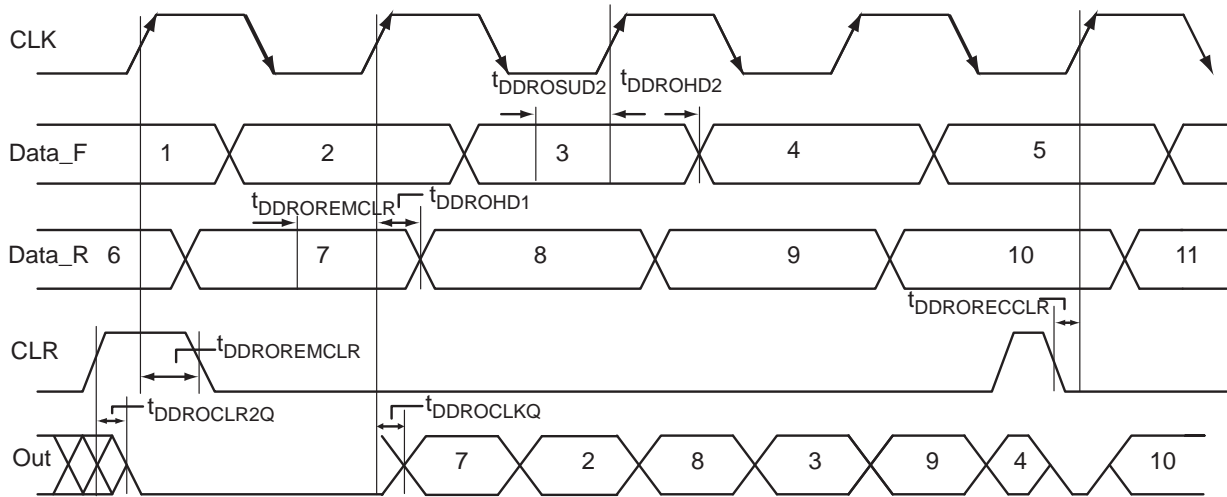 CLK
tDDROSUD2 tDDROHD2
Data_F 1 2 3 4 5
tDDROREMCLR tDDROHD1
Data_R 6 7 8 9 10 11
tDDRORECCLR
CLR tDDROREMCLR
tDDROCLR2Q tDDROCLKQ
Out 7 2 8 3 9 4 10